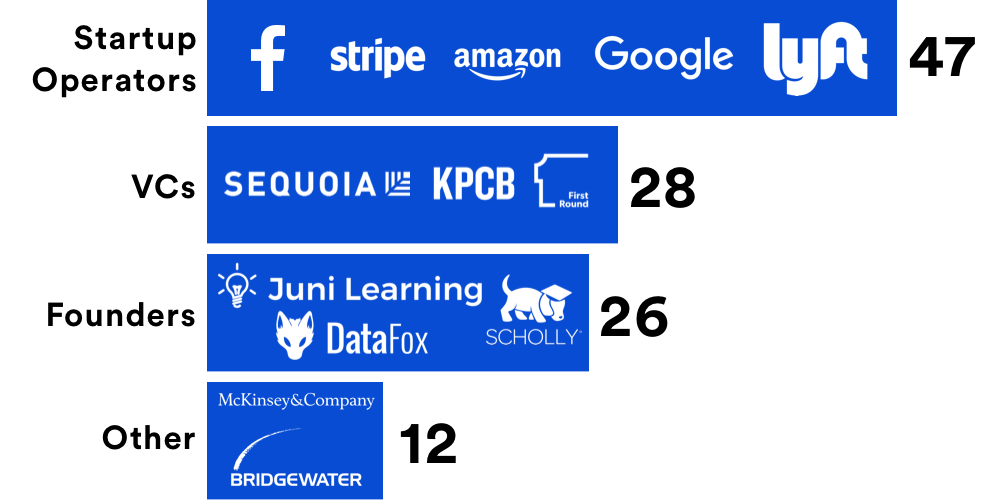 Startup
Operators
f stripe amazon Google lyft
47
VCs
SEQUOIA KPCB First
Round
28
Founders
Juni Learning
DataFox SCHOLLY™
26
Other
McKinsey&Company
BRIDGEWATER
12